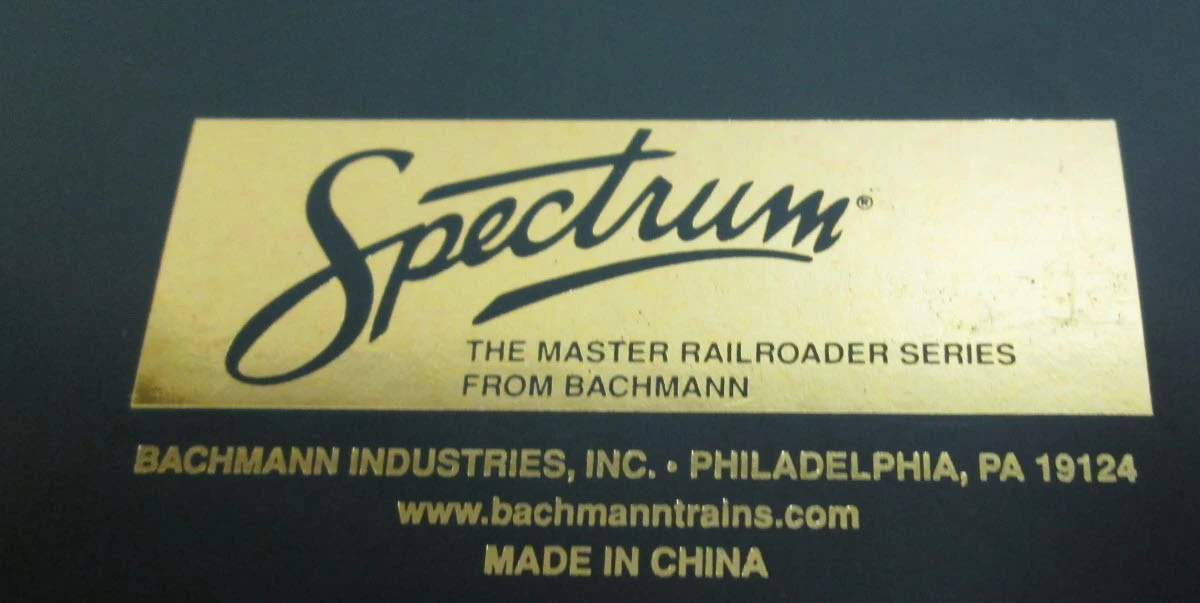 Spectrum®
THE MASTER RAILROADER SERIES
FROM BACHMANN
BACHMANN INDUSTRIES, INC. • PHILADELPHIA, PA 19124
www.bachmanntrains.com
MADE IN CHINA